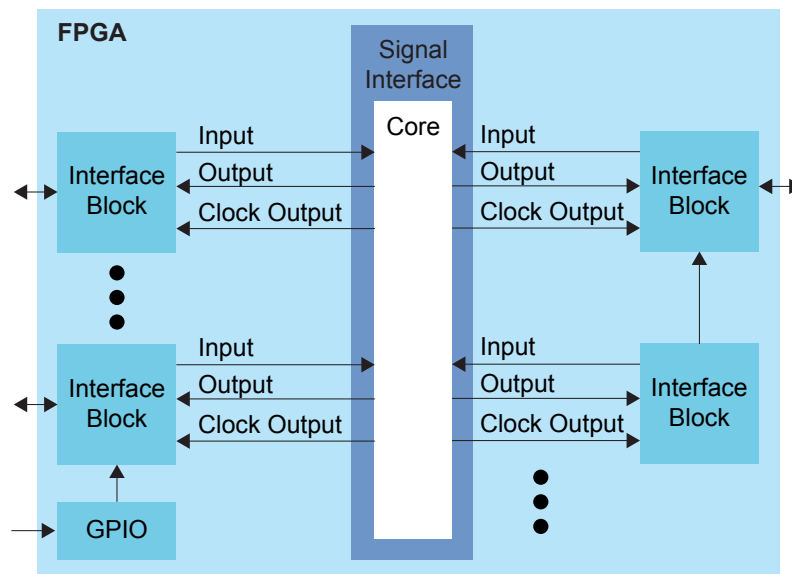 FPGA
Signal
Interface
Core
Interface
Block
Input
Output
Clock Output
Input
Output
Clock Output
Interface
Block
Interface
Block
Input
Output
Clock Output
Input
Output
Clock Output
Interface
Block
GPIO